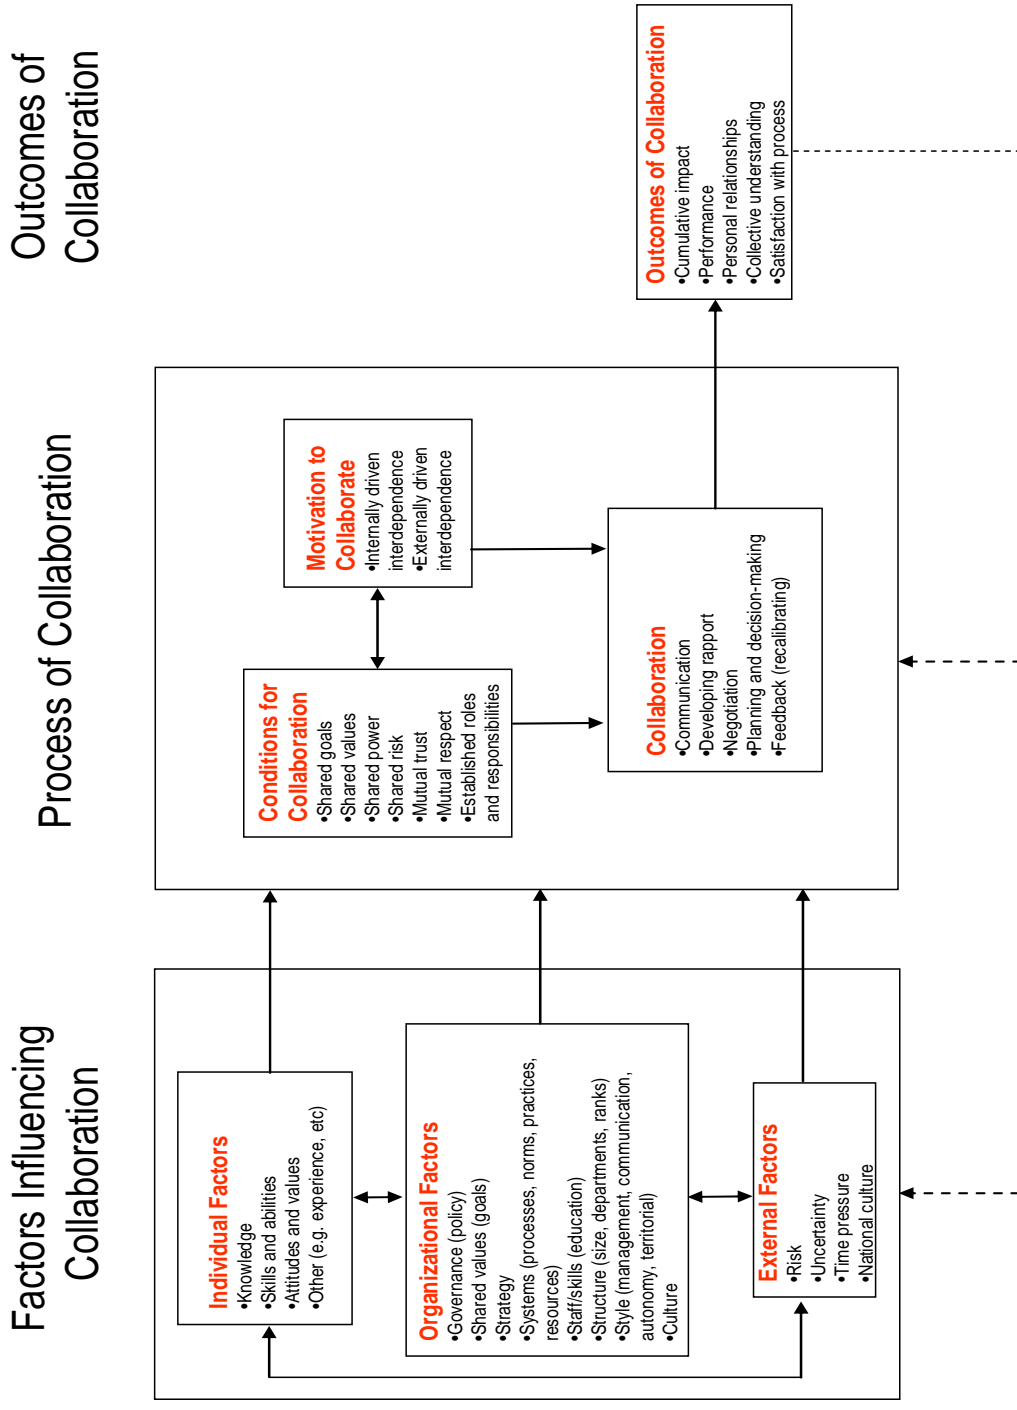 Factors Influencing
Collaboration
Process of Collaboration
Outcomes of
Collaboration
Individual Factors
•Knowledge
•Skills and abilities
•Attitudes and values
•Other (e.g. experience, etc)
Organizational Factors
•Governance (policy)
•Shared values (goals)
•Strategy
•Systems (processes, norms, practices,
resources)
•Staff/skills (education)
•Structure (size, departments, ranks)
•Style (management, communication,
autonomy, territorial)
•Culture
External Factors
•Risk
•Uncertainty
•Time pressure
•National culture
Conditions for
Collaboration
•Shared goals
•Shared values
•Shared power
•Shared risk
•Mutual trust
•Mutual respect
•Established roles
and responsibilities
Motivation to
Collaborate
•Internally driven
interdependence
•Externally driven
interdependence
Collaboration
•Communication
•Developing rapport
•Negotiation
•Planning and decision-making
•Feedback (recalibrating)
Outcomes of Collaboration
•Cumulative impact
•Performance
•Personal relationships
•Collective understanding
•Satisfaction with process